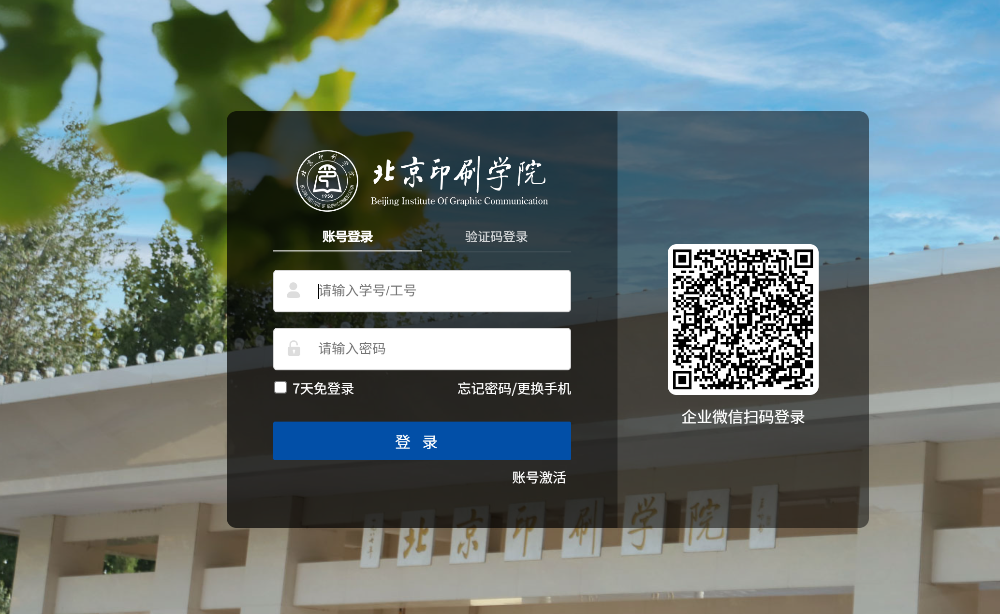 北京印刷学院
BEIJING INSTITUTE OF GRAPHIC COMMUNICATION
1958
北京印刷学院
Beijing Institute Of Graphic Communication
账号登录
验证码登录
请输入学号/工号
请输入密码
7天免登录
忘记密码/更换手机
登 录
账号激活
企业微信扫码登录
北京印刷学院